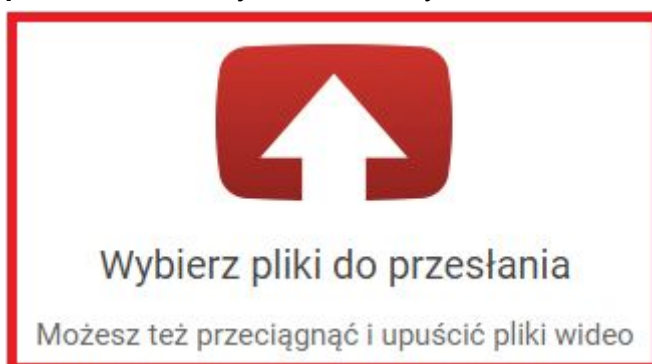 Wybierz pliki do przesłania
Możesz też przeciągnąć i upuścić pliki wideo